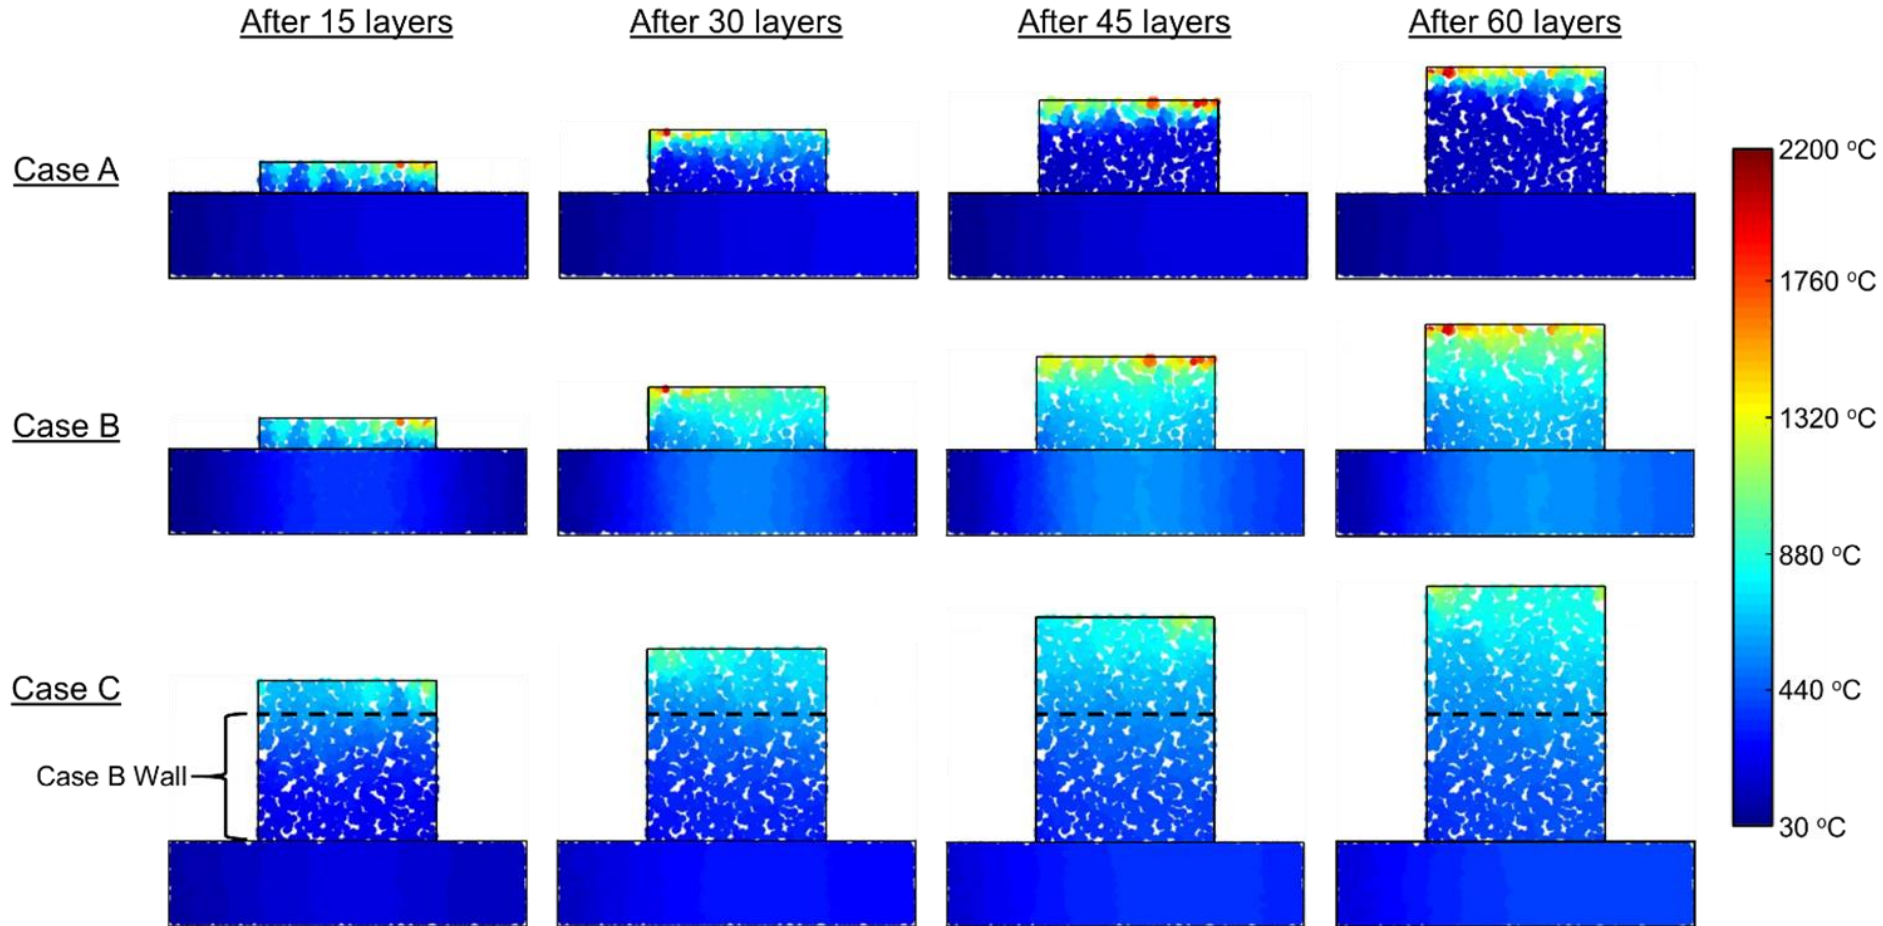 After 15 layers
After 30 layers
After 45 layers
After 60 layers
Case A
2200 °C
1760 °C
Case B
1320 °C
880 °C
Case C
440 °C
Case B Wall
30 °C